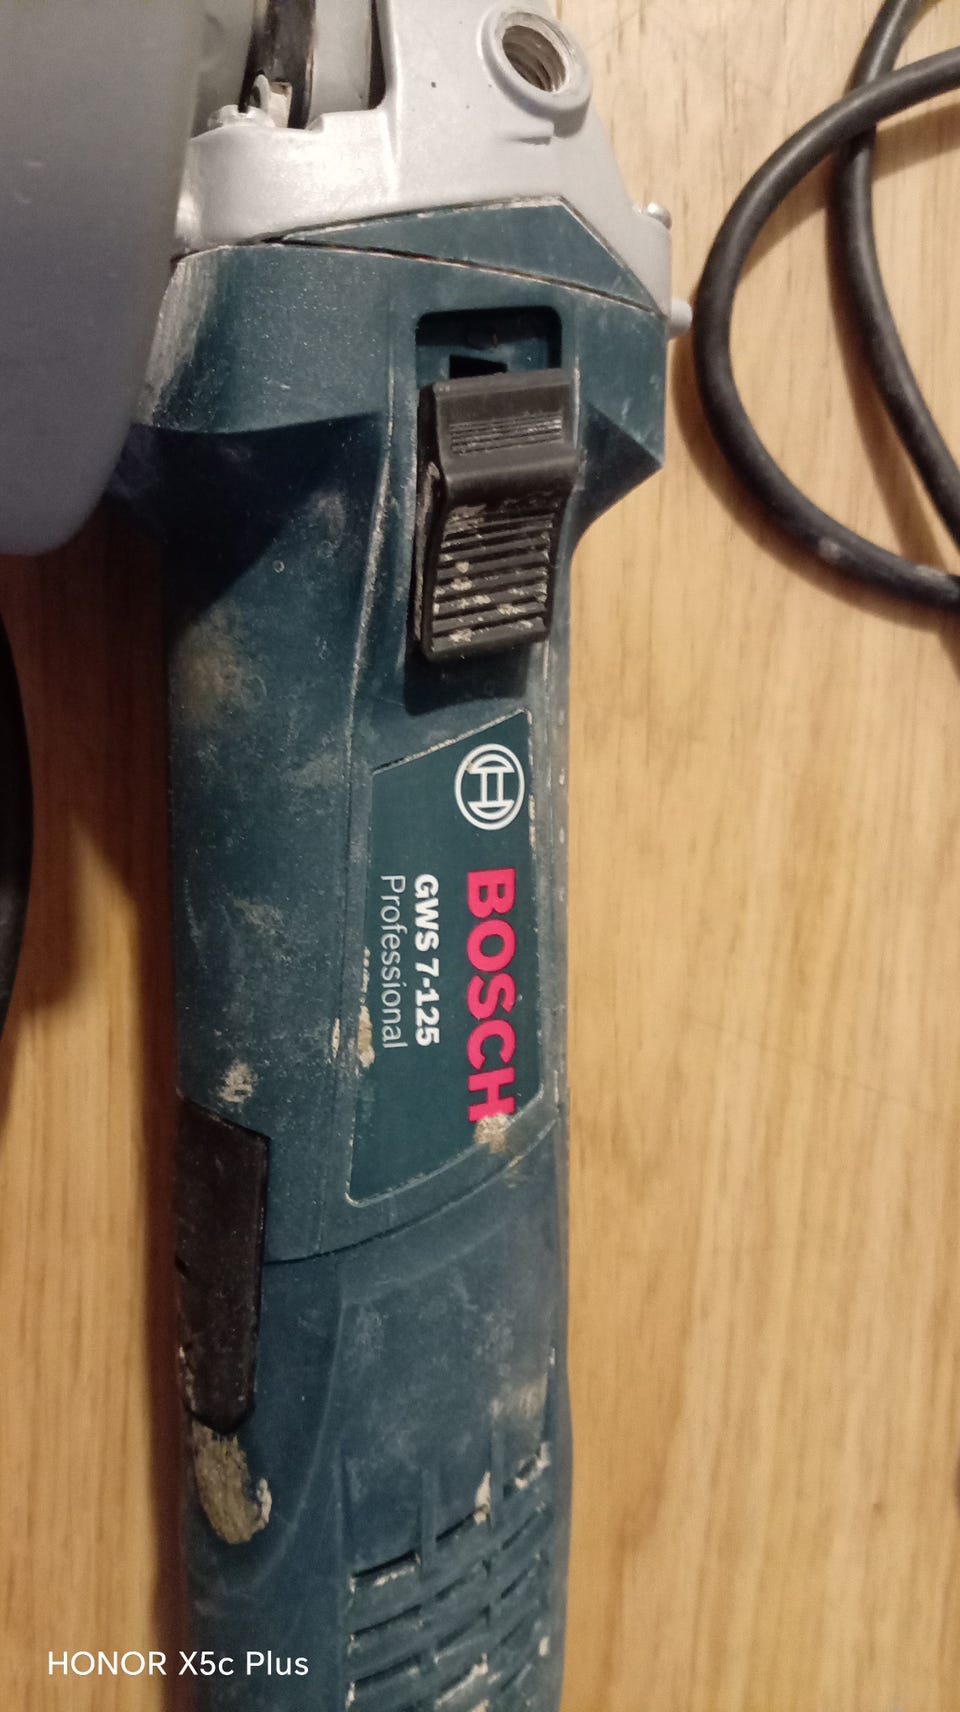 BOSCH
GWS 7-125
Professional
HONOR X5c Plus